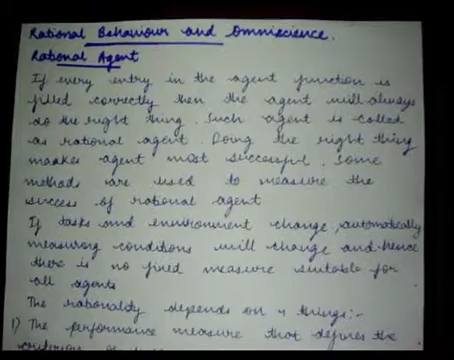 Rational Behaviour and Omniscience.
Rational Agent
If every entry in the agent function is
filled correctly then the agent will always
do the right thing. Such agent is called
as rational agent. Doing the right thing
maakes agent most successful. Some
methods are used to measure the
success of rational agent
If tasks and environment change, automatically
measuring conditions will change and hence
there is no fixed measure suitable for
all agents
The rationality depends on 4 things:-
1) The performance measure that defines the